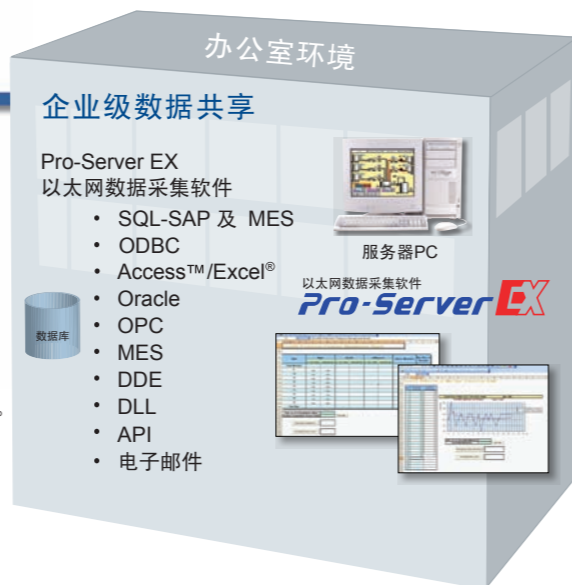 办公室环境
企业级数据共享
Pro-Server EX
以太网数据采集软件
• SQL-SAP 及 MES
• ODBC
• Access™/Excel®
• Oracle
• OPC
• MES
• DDE
• DLL
• API
• 电子邮件
数据库
服务器PC
以太网数据采集软件
Pro-Server EX